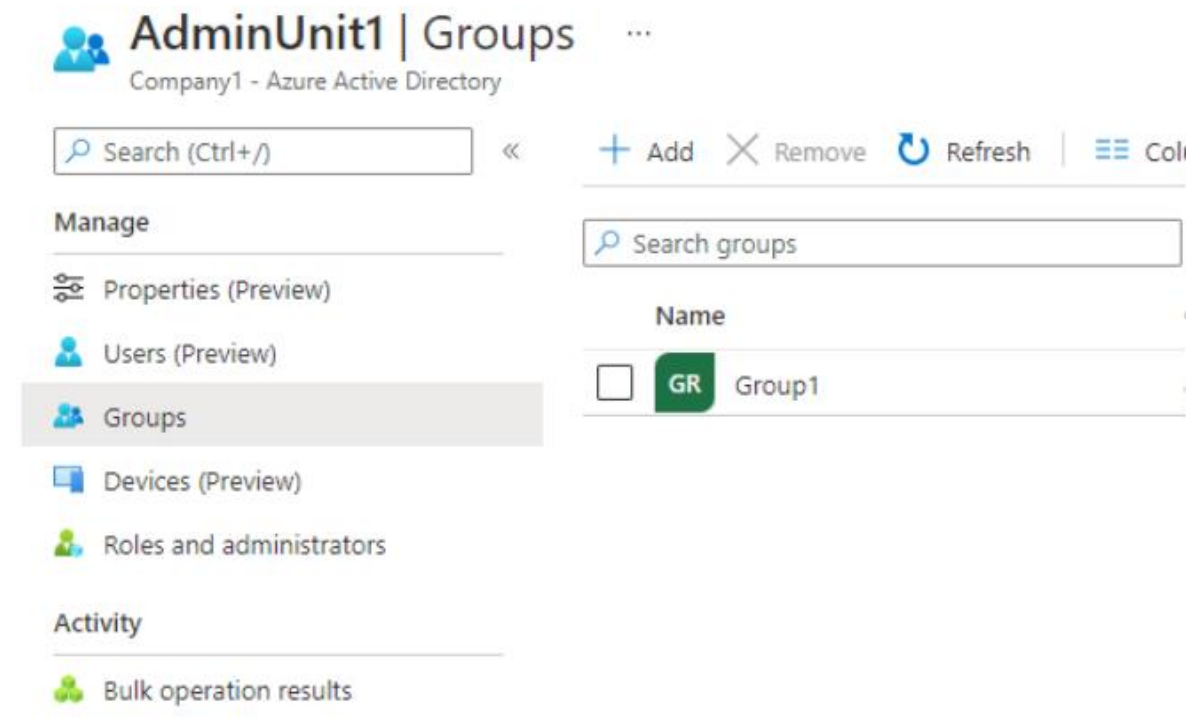 AdminUnit1 | Groups ...
Company1 - Azure Active Directory
Search (Ctrl+/)
«
Add
Remove
Refresh
Manage
Properties (Preview)
Users (Preview)
Groups
Devices (Preview)
Roles and administrators
Activity
Bulk operation results
Search groups
Name
GR Group1